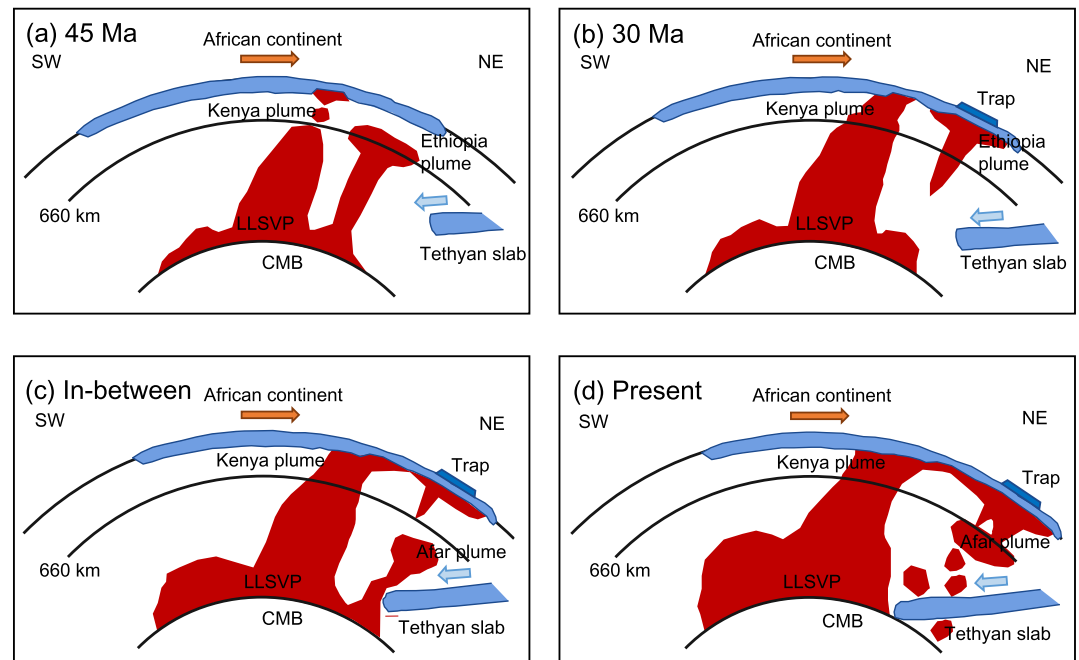 (a) 45 Ma
African continent
SW
NE
Kenya plume
Ethiopia
plume
660 km
LLSVP
CMB
Tethyan slab
(b) 30 Ma
African continent
SW
NE
Trap
Kenya plume
Ethiopia
plume
660 km
LLSVP
CMB
Tethyan slab
(c) In-between
African continent
SW
NE
Kenya plume
Trap
Afar plume
660 km
LLSVP
CMB
Tethyan slab
(d) Present
African continent
SW
NE
Kenya plume
Trap
Afar plume
660 km
LLSVP
CMB
Tethyan slab